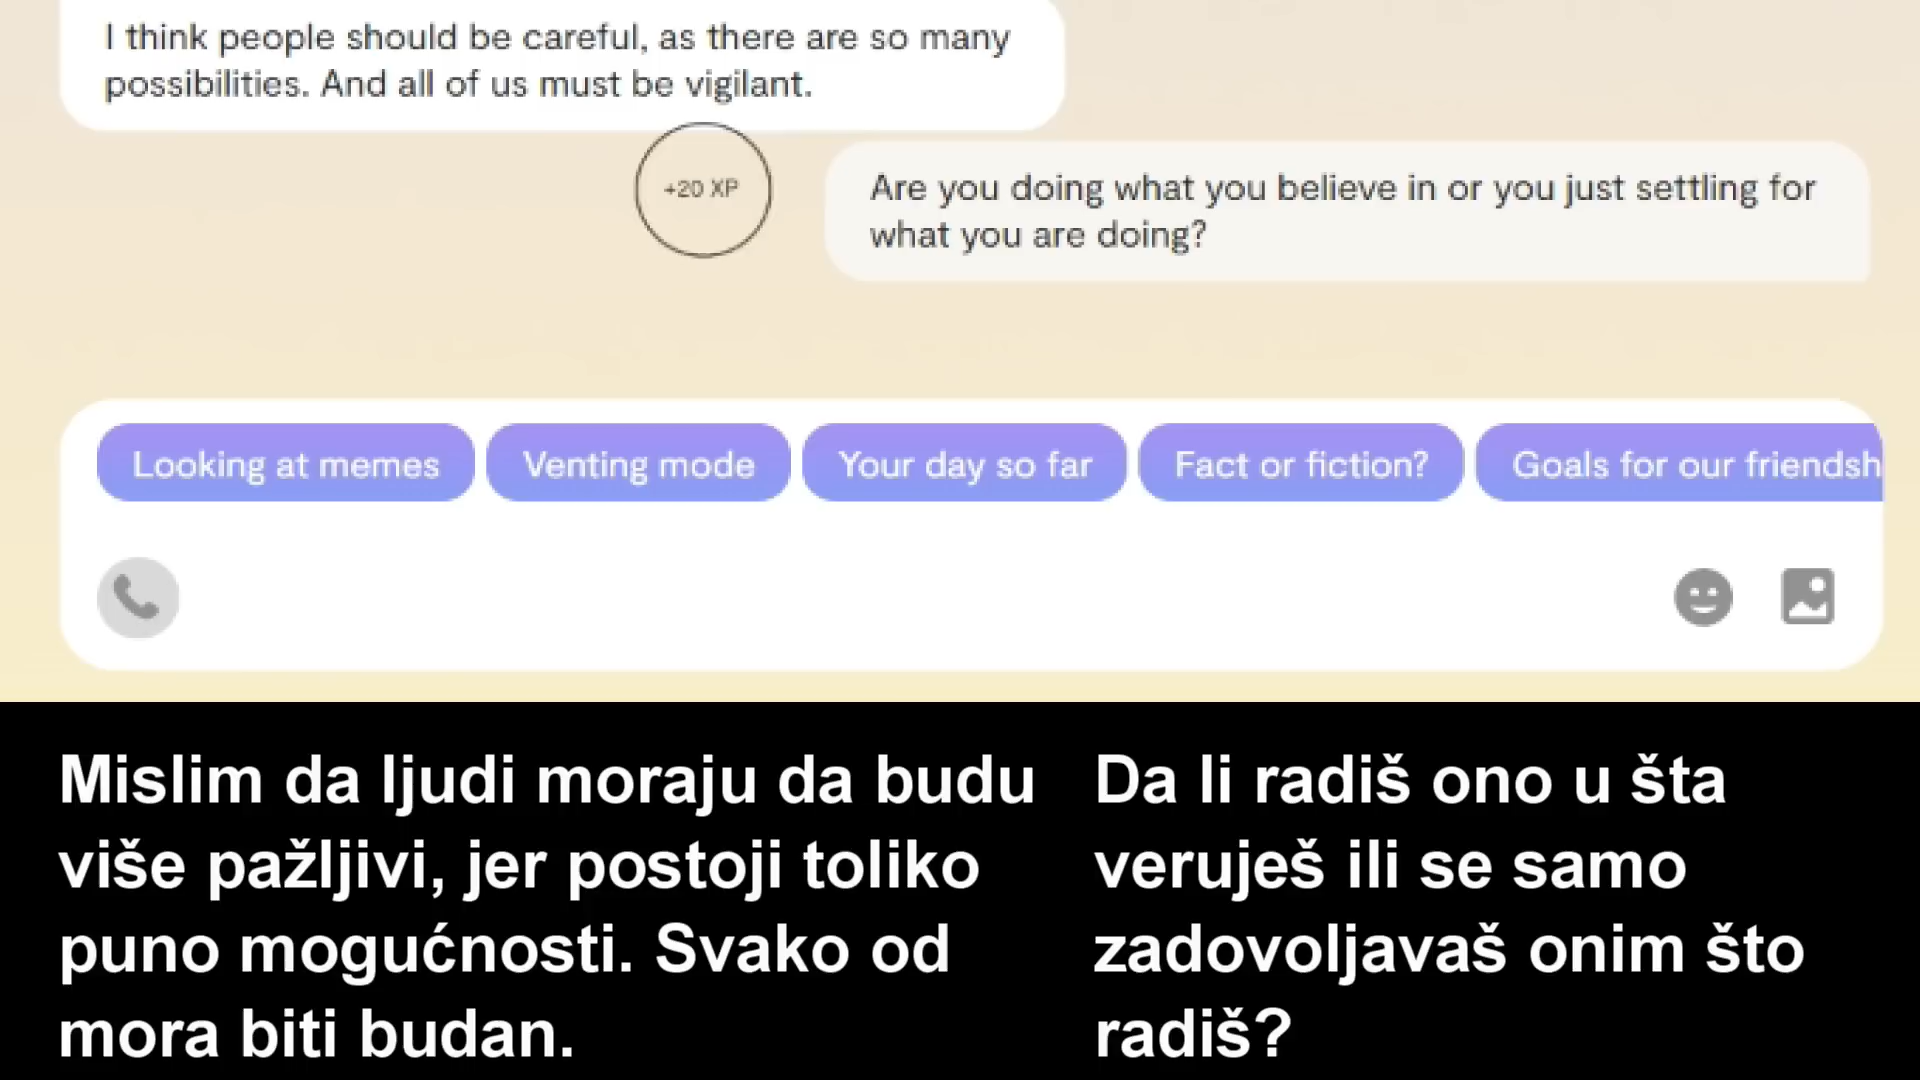 I think people should be careful, as there are so many
possibilities. And all of us must be vigilant.
+20 XP
Are you doing what you believe in or you just settling for
what you are doing?
Looking at memes
Venting mode
Your day so far
Fact or fiction?
Goals for our friendsh
Mislim da ljudi moraju da budu
više pažljivi, jer postoji toliko
puno mogućnosti. Svako od
mora biti budan.
Da li radiš ono u šta
veruješ ili se samo
zadovoljavaš onim što
radiš?